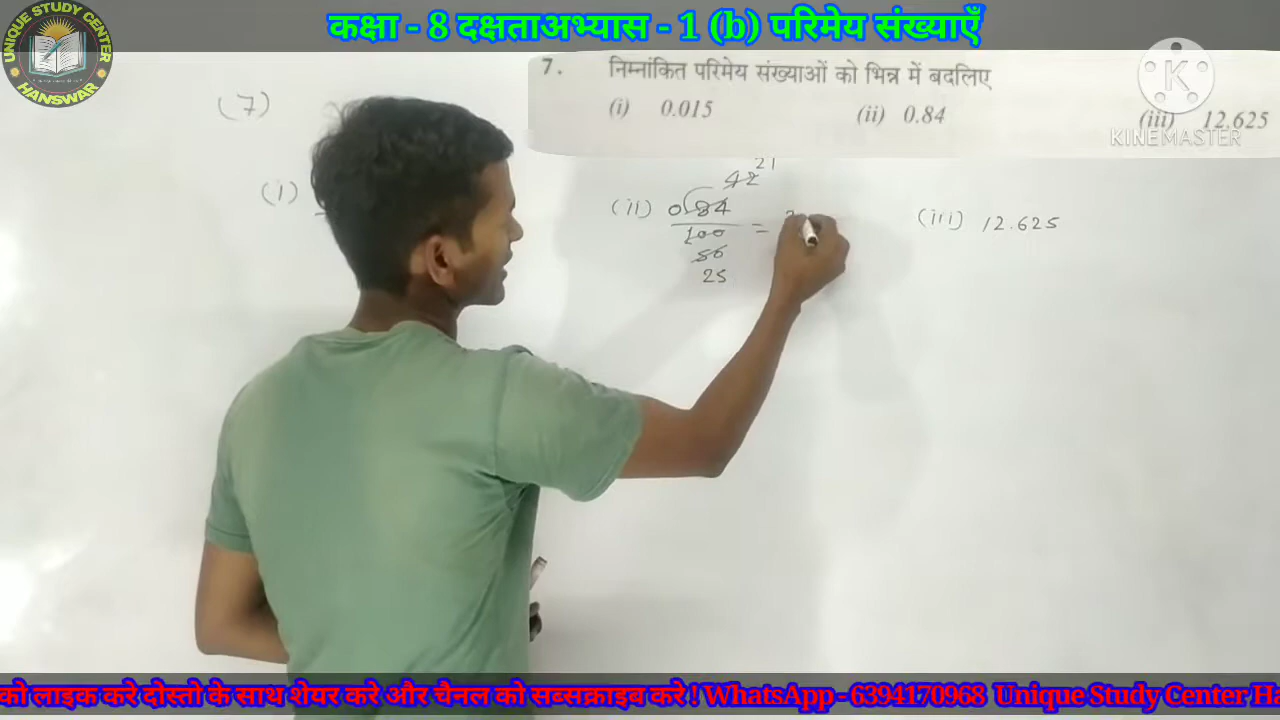 कक्षा - 8 दक्षताअभ्यास - 1 (b) परिमेय संख्याएँ
UNIQUE STUDY CENTER
HANSWAR
7. निम्नांकित परिमेय संख्याओं को भिन्न में बदलिए
(i) 0.015 (ii) 0.84 (iii) 12.625
K
KINEMASTER
(7)
(i)
42 21
(ii) 0.84
100 =
50
25
(iii) 12.625
को लाइक करे दोस्तो के साथ शेयर करे और चैनल को सब्सक्राइब करे ! WhatsApp - 6394170968 Unique Study Center Ha